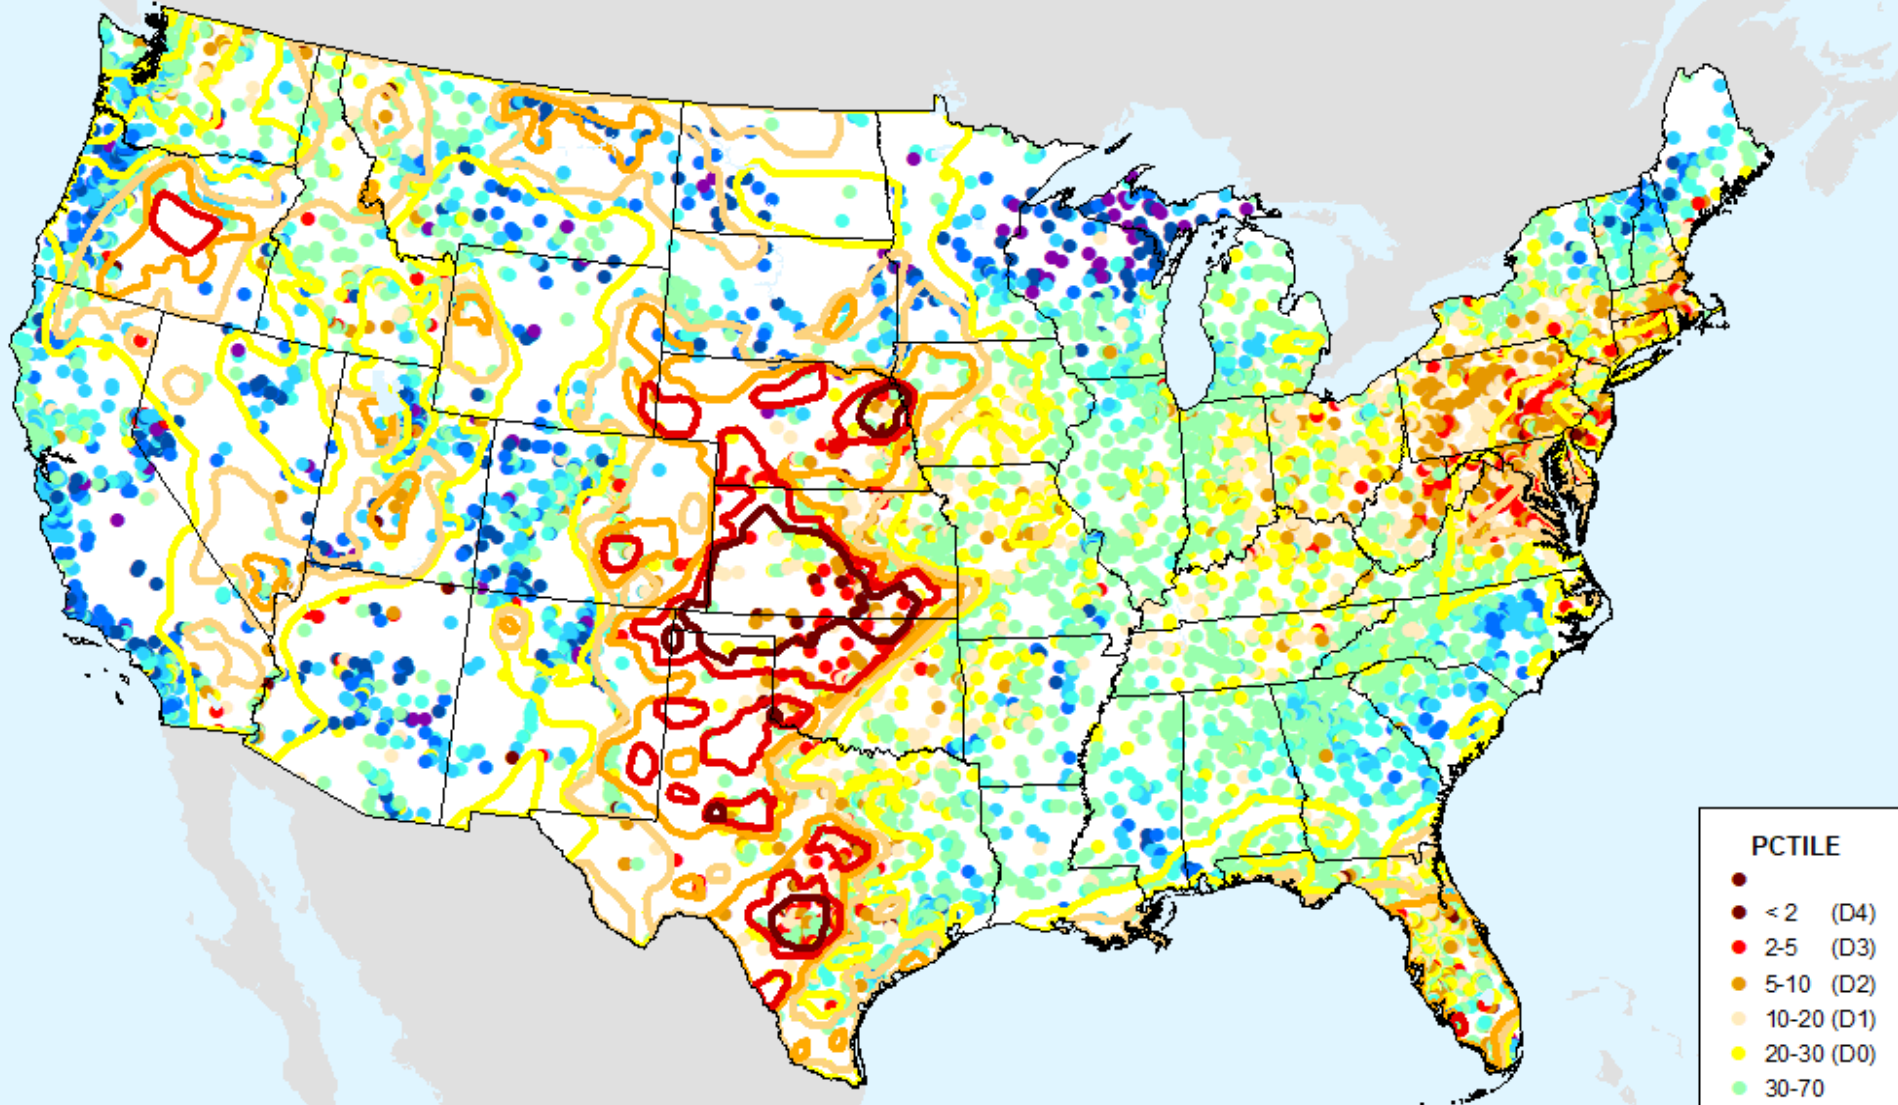 PCTILE
< 2 (D4)
2-5 (D3)
5-10 (D2)
10-20 (D1)
20-30 (D0)
30-70